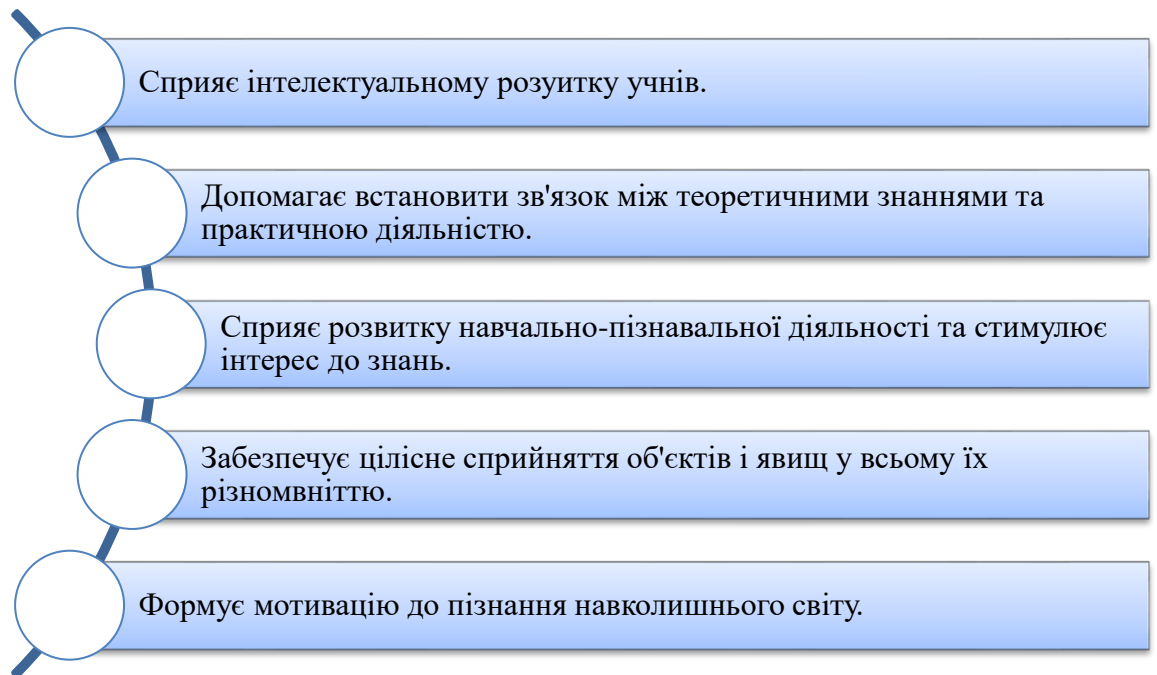 Сприяє інтелектуальному розуитку учнів.
Допомагає встановити зв'язок між теоретичними знаннями та
практичною діяльністю.
Сприяє розвитку навчально-пізнавальної діяльності та стимулює
інтерес до знань.
Забезпечує цілісне сприйняття об'єктів і явищ у всьому їх
різномвніттю.
Формує мотивацію до пізнання навколишнього світу.